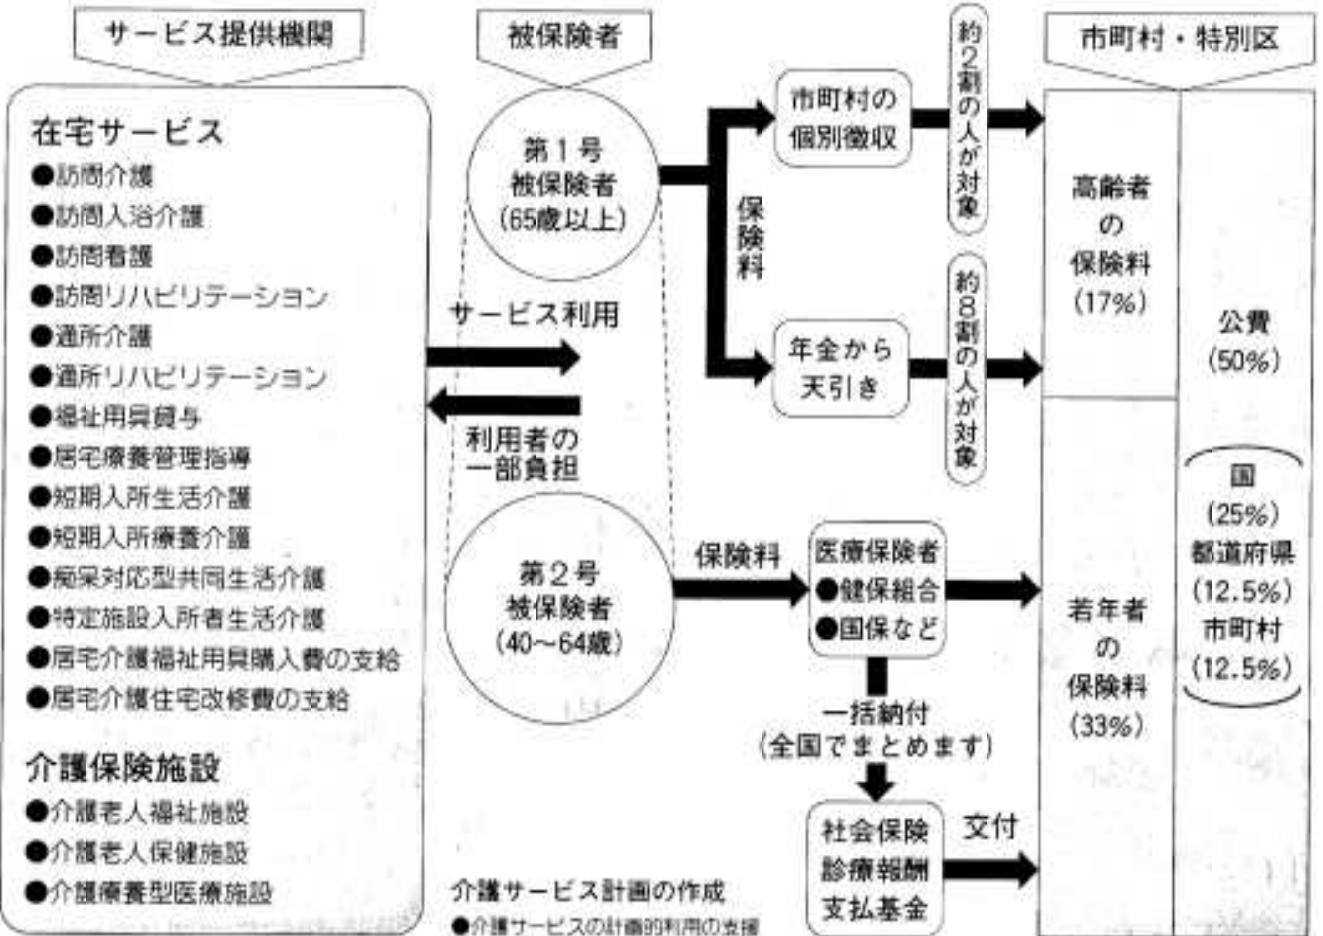 サービス提供機関
在宅サービス
●訪問介護
●訪問入浴介護
●訪問看護
●訪問リハビリテーション
●通所介護
●通所リハビリテーション
●福祉用具貸与
●居宅療養管理指導
●短期入所生活介護
●短期入所療養介護
●痴呆対応型共同生活介護
●特定施設入所者生活介護
●居宅介護福祉用具購入費の支給
●居宅介護住宅改修費の支給
介護保険施設
●介護老人福祉施設
●介護老人保健施設
●介護療養型医療施設
被保険者
第1号
被保険者
(65歳以上)
サービス利用
利用者の
一部負担
第2号
被保険者
(40〜64歳)
介護サービス計画の作成
●介護サービスの計画的利用の支援
保険料
市町村の
個別徴収
約2割の人が対象
年金から
天引き
約8割の人が対象
保険料
医療保険者
●健保組合
●国保など
一括納付
(全国でまとめます)
社会保険
診療報酬
支払基金
交付
市町村・特別区
高齢者
の
保険料
(17%)
若年者
の
保険料
(33%)
公費
(50%)
国
(25%)
都道府県
(12.5%)
市町村
(12.5%)